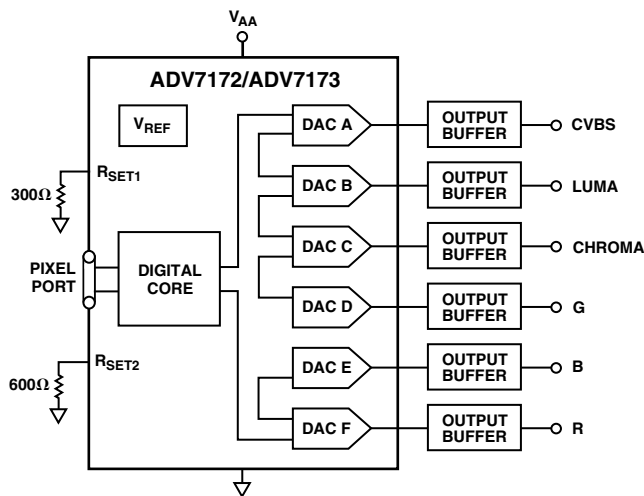 VAA
ADV7172/ADV7173
VREF
RSET1
300Ω
PIXEL
PORT
DIGITAL
CORE
RSET2
600Ω
DAC A
OUTPUT
BUFFER
CVBS
DAC B
OUTPUT
BUFFER
LUMA
DAC C
OUTPUT
BUFFER
CHROMA
DAC D
OUTPUT
BUFFER
G
DAC E
OUTPUT
BUFFER
B
DAC F
OUTPUT
BUFFER
R